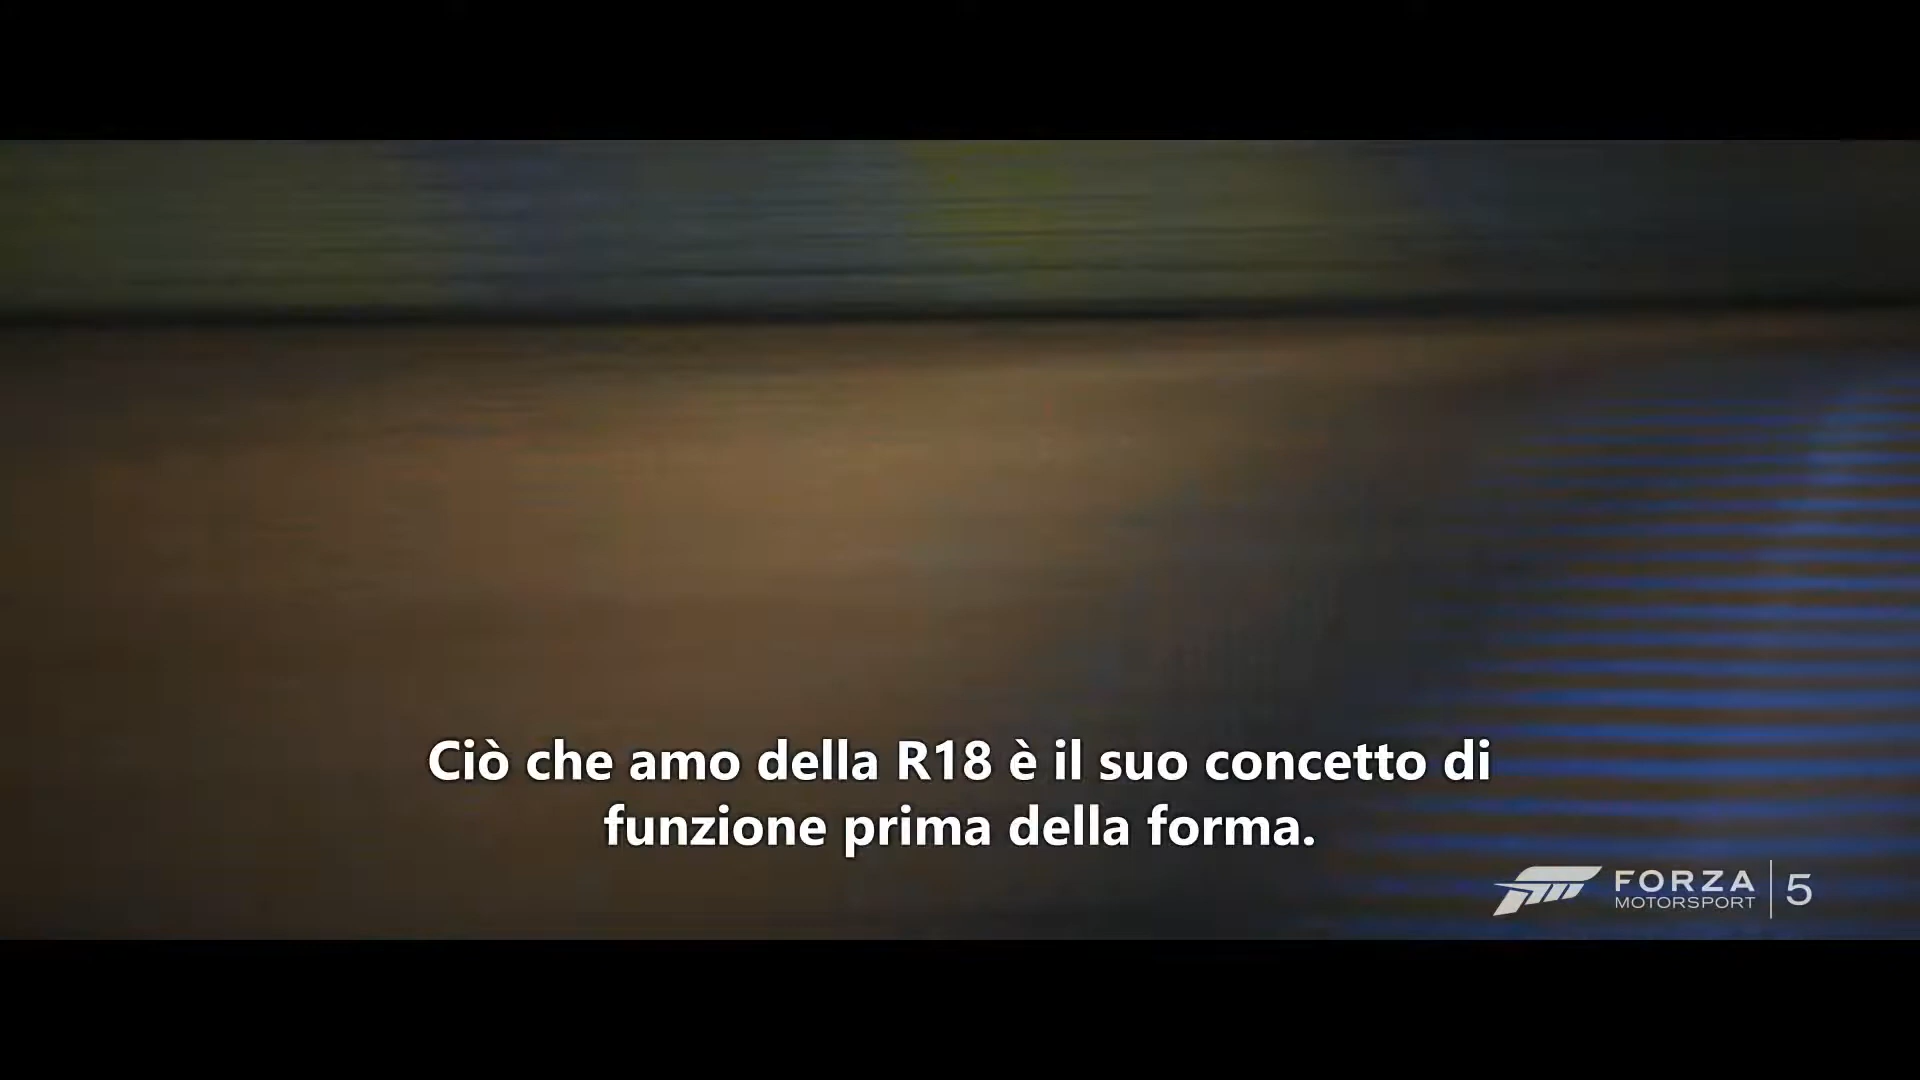 Ciò che amo della R18 è il suo concetto di
funzione prima della forma.
FORZA
MOTORSPORT
5